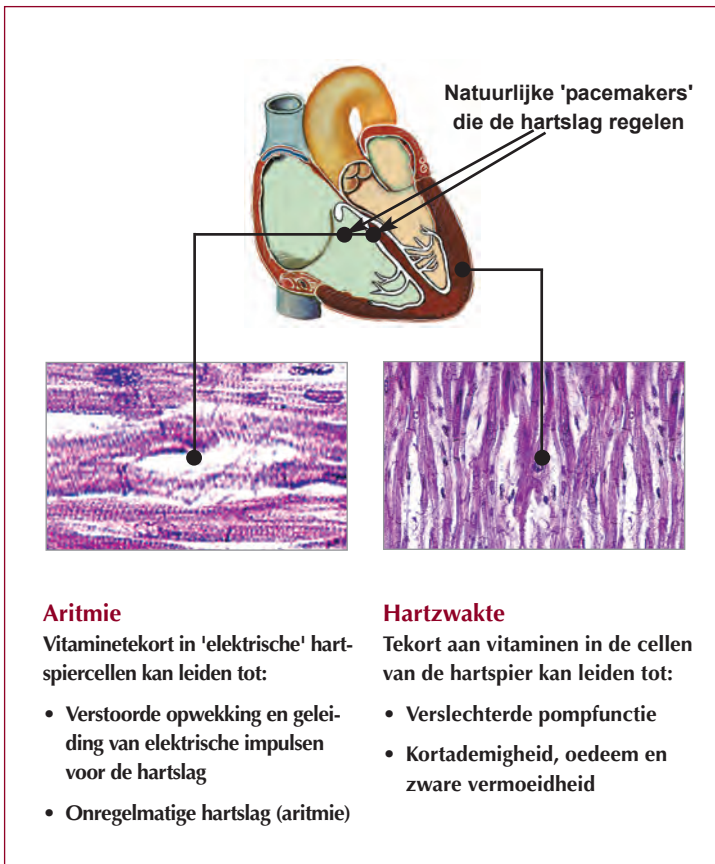 Natuurlijke 'pacemakers'
die de hartslag regelen
Aritmie
Vitaminetekort in 'elektrische' hart-
spiercellen kan leiden tot:
• Verstoorde opwekking en gelei-
ding van elektrische impulsen
voor de hartslag
• Onregelmatige hartslag (aritmie)
Hartzwakte
Tekort aan vitaminen in de cellen
van de hartspier kan leiden tot:
• Verslechterde pompfunctie
• Kortademigheid, oedeem en
zware vermoeidheid